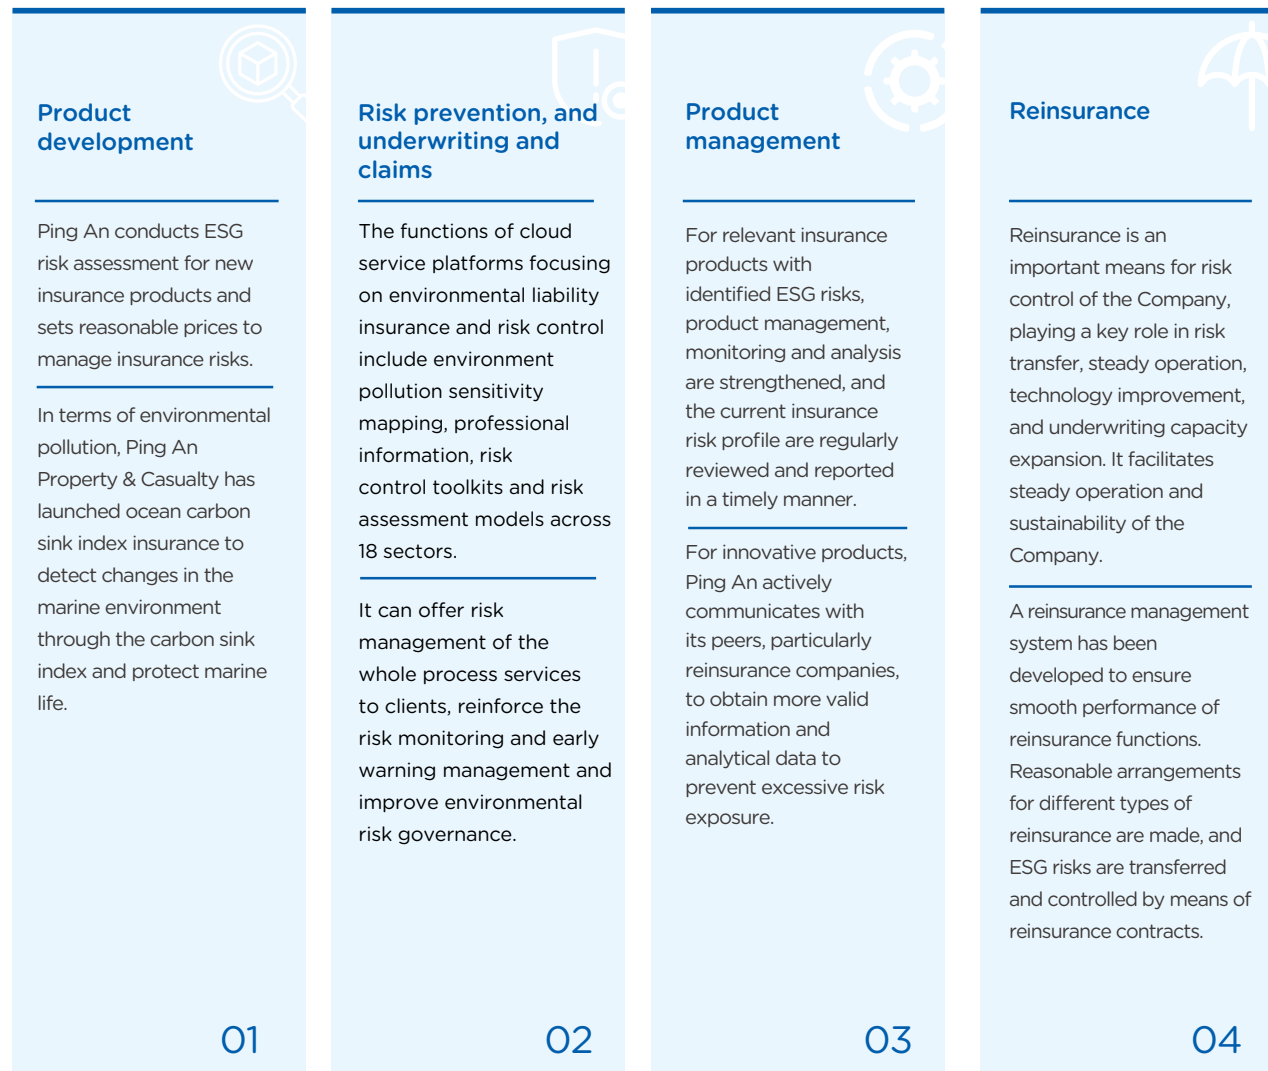 Product
development
Ping An conducts ESG
risk assessment for new
insurance products and
sets reasonable prices to
manage insurance risks.
In terms of environmental
pollution, Ping An
Property & Casualty has
launched ocean carbon
sink index insurance to
detect changes in the
marine environment
through the carbon sink
index and protect marine
life.
01
Risk prevention, and
underwriting and
claims
The functions of cloud
service platforms focusing
on environmental liability
insurance and risk control
include environment
pollution sensitivity
mapping, professional
information, risk
control toolkits and risk
assessment models across
18 sectors.
It can offer risk
management of the
whole process services
to clients, reinforce the
risk monitoring and early
warning management and
improve environmental
risk governance.
02
Product
management
For relevant insurance
products with
identified ESG risks,
product management,
monitoring and analysis
are strengthened, and
the current insurance
risk profile are regularly
reviewed and reported
in a timely manner.
For innovative products,
Ping An actively
communicates with
its peers, particularly
reinsurance companies,
to obtain more valid
information and
analytical data to
prevent excessive risk
exposure.
03
Reinsurance
Reinsurance is an
important means for risk
control of the Company,
playing a key role in risk
transfer, steady operation,
technology improvement,
and underwriting capacity
expansion. It facilitates
steady operation and
sustainability of the
Company.
A reinsurance management
system has been
developed to ensure
smooth performance of
reinsurance functions.
Reasonable arrangements
for different types of
reinsurance are made, and
ESG risks are transferred
and controlled by means of
reinsurance contracts.
04